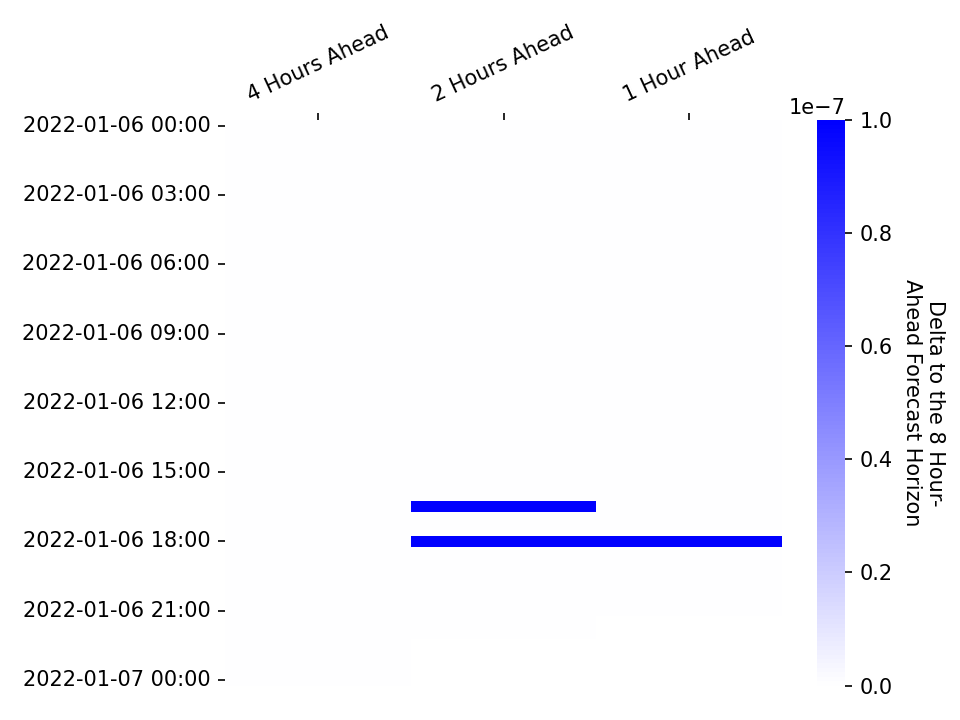 4 Hours Ahead
2 Hours Ahead
1 Hour Ahead
2022-01-06 00:00
2022-01-06 03:00
2022-01-06 06:00
2022-01-06 09:00
2022-01-06 12:00
2022-01-06 15:00
2022-01-06 18:00
2022-01-06 21:00
2022-01-07 00:00
1e−7
1.0
0.8
0.6
0.4
0.2
0.0
Delta to the 8 Hour-
Ahead Forecast Horizon